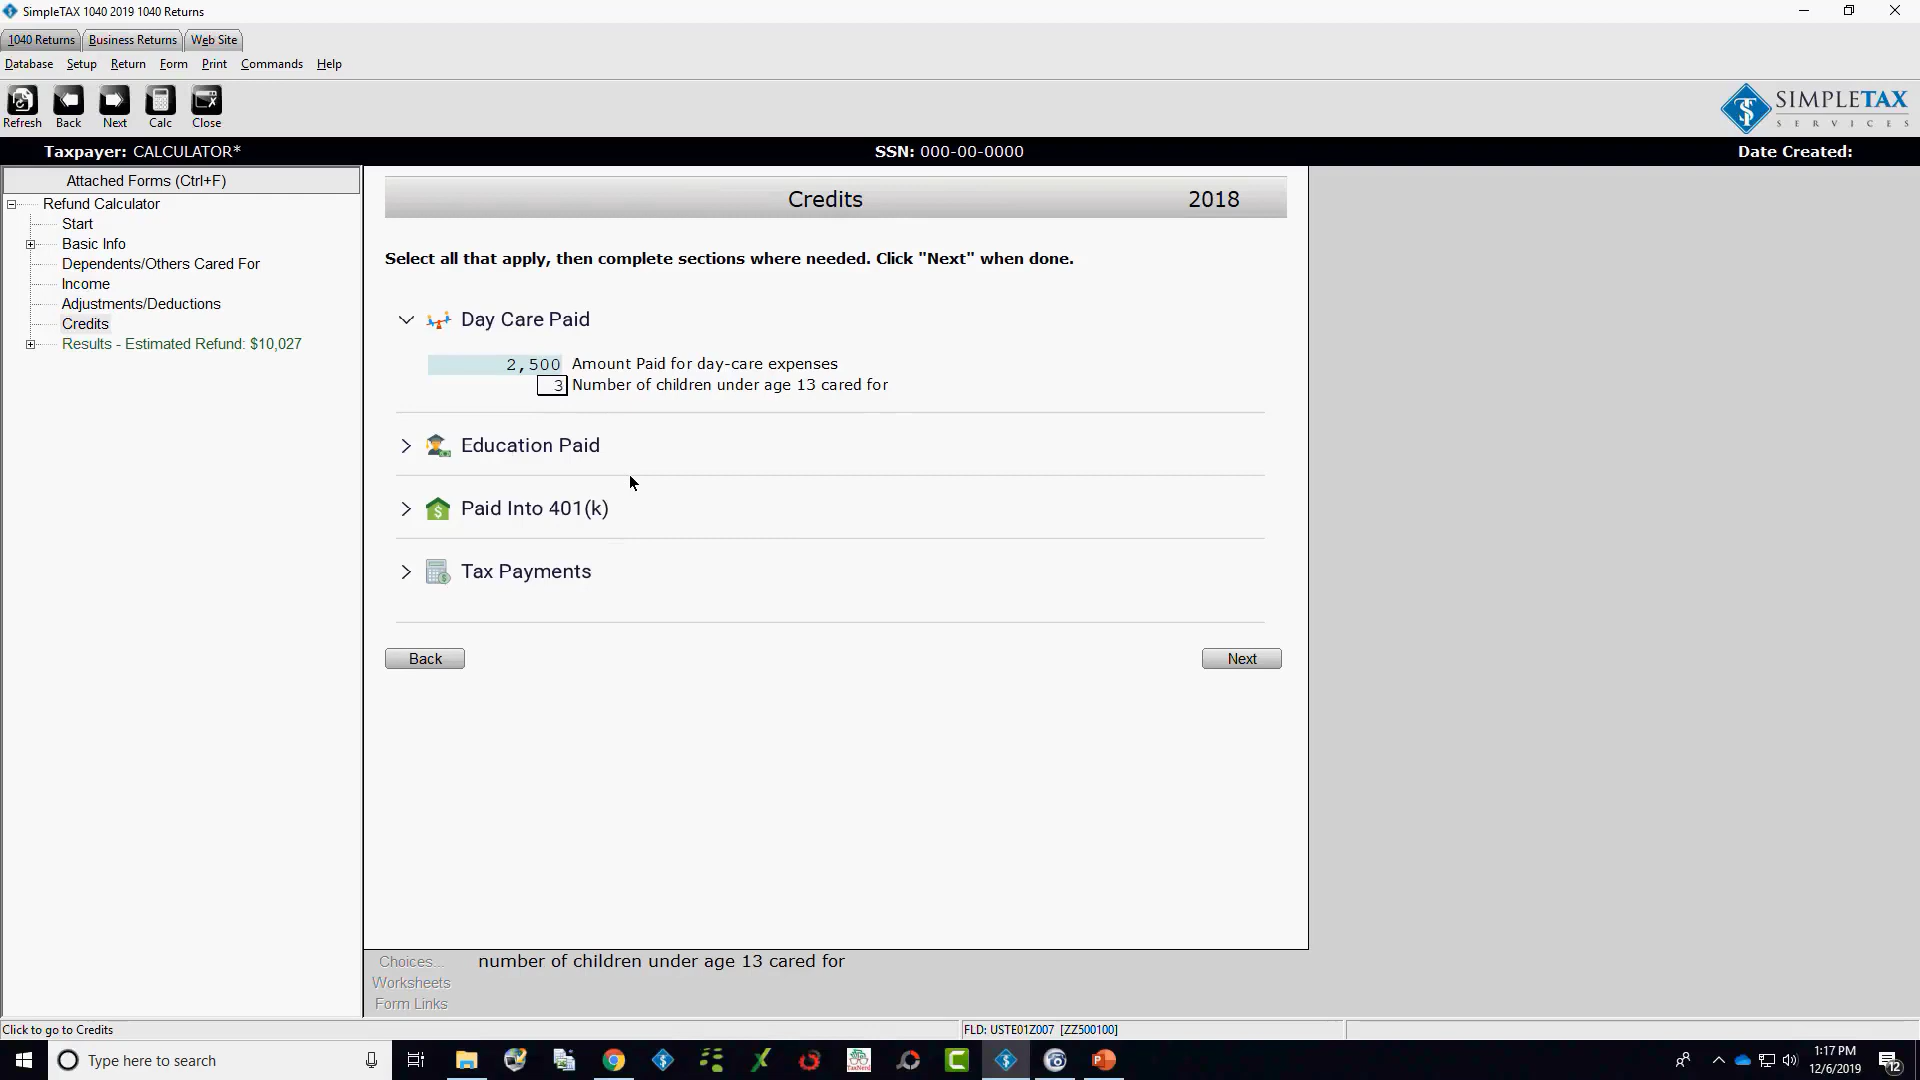 SimpleTAX 1040 2019 1040 Returns
1040 Returns Business Returns Web Site
Database Setup Return Form Print Commands Help
Refresh Back Next Calc Close
SIMPLETAX
SERVICES
Taxpayer: CALCULATOR* SSN: 000-00-0000 Date Created:
Attached Forms (Ctrl+F)
Refund Calculator
Start
Basic Info
Dependents/Others Cared For
Income
Adjustments/Deductions
Credits
Results - Estimated Refund: $10,027
Credits 2018
Select all that apply, then complete sections where needed. Click "Next" when done.
Day Care Paid
2,500 Amount Paid for day-care expenses
3 Number of children under age 13 cared for
Education Paid
Paid Into 401(k)
Tax Payments
Back Next
Choices... number of children under age 13 cared for
Worksheets
Form Links
Click to go to Credits FLD: USTE01Z007 [ZZ500100]
Type here to search
1:17 PM
12/6/2019
12